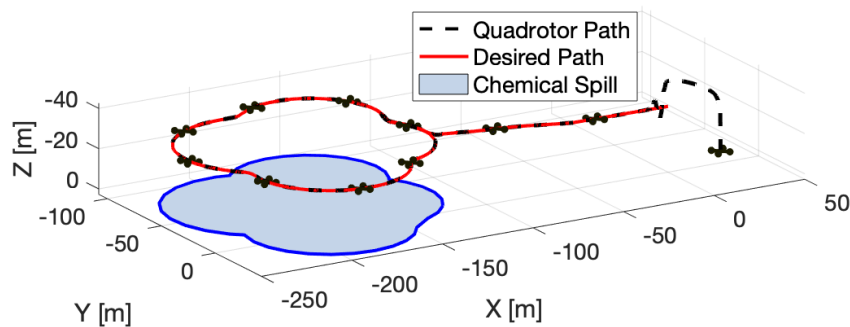 Quadrotor Path
Desired Path
Chemical Spill
-40
-20
0
Z [m]
-100
-50
0
Y [m]
-250
-200
-150
-100
-50
0
50
X [m]